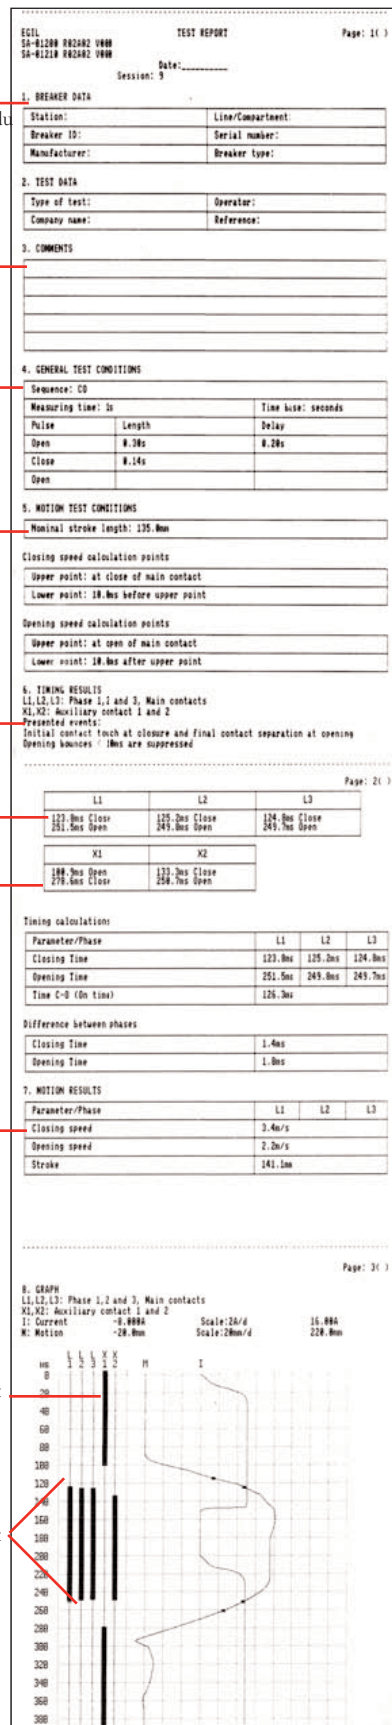 EGIL TEST REPORT Page: 1( )
SA-01200 R02A02 V00B
SA-01210 R02A02 V00B
Date:
Session: 9
1. BREAKER DATA
Station: Line/Compartment:
Breaker ID: Serial number:
Manufacturer: Breaker type:
2. TEST DATA
Type of test: Operator:
Company name: Reference:
3. COMMENTS
4. GENERAL TEST CONDITIONS
Sequence: CO
Measuring time: 1s Time base: seconds
Pulse Length Delay
Open 0.30s 0.20s
Close 0.14s
Open
5. MOTION TEST CONDITIONS
Nominal stroke length: 135.0mm
Closing speed calculation points
Upper point: at close of main contact
Lower point: 10.0ms before upper point
Opening speed calculation points
Upper point: at open of main contact
Lower point: 10.0ms after upper point
6. TIMING RESULTS
L1,L2,L3: Phase 1,2 and 3, Main contacts
X1,X2: Auxiliary contact 1 and 2
Presented events:
Initial contact touch at closure and final contact separation at opening
Opening bounces < 10ms are suppressed
Page: 2( )
L1 L2 L3
123.8ms Close 125.2ms Close 124.8ms Close
251.5ms Open 249.8ms Open 249.7ms Open
X1 X2
100.9ms Open 133.3ms Close
278.6ms Close 250.7ms Open
Timing calculations
Parameter/Phase L1 L2 L3
Closing Time 123.8ms 125.2ms 124.8ms
Opening Time 251.5ms 249.8ms 249.7ms
Time C-O (On time) 126.3ms
Difference between phases
Closing Time 1.4ms
Opening Time 1.8ms
7. MOTION RESULTS
Parameter/Phase L1 L2 L3
Closing speed 3.4m/s
Opening speed 2.2m/s
Stroke 141.1mm
Page: 3( )
8. GRAPH
L1,L2,L3: Phase 1,2 and 3, Main contacts
X1,X2: Auxiliary contact 1 and 2
I: Current -8.000A Scale:2A/d 16.00A
M: Motion -20.0mm Scale:20mm/d 220.0mm
L L L X X
ms 1 2 3 1 2 M I
0
20
40
60
80
100
120
140
160
180
200
220
240
260
280
300
320
340
360
380